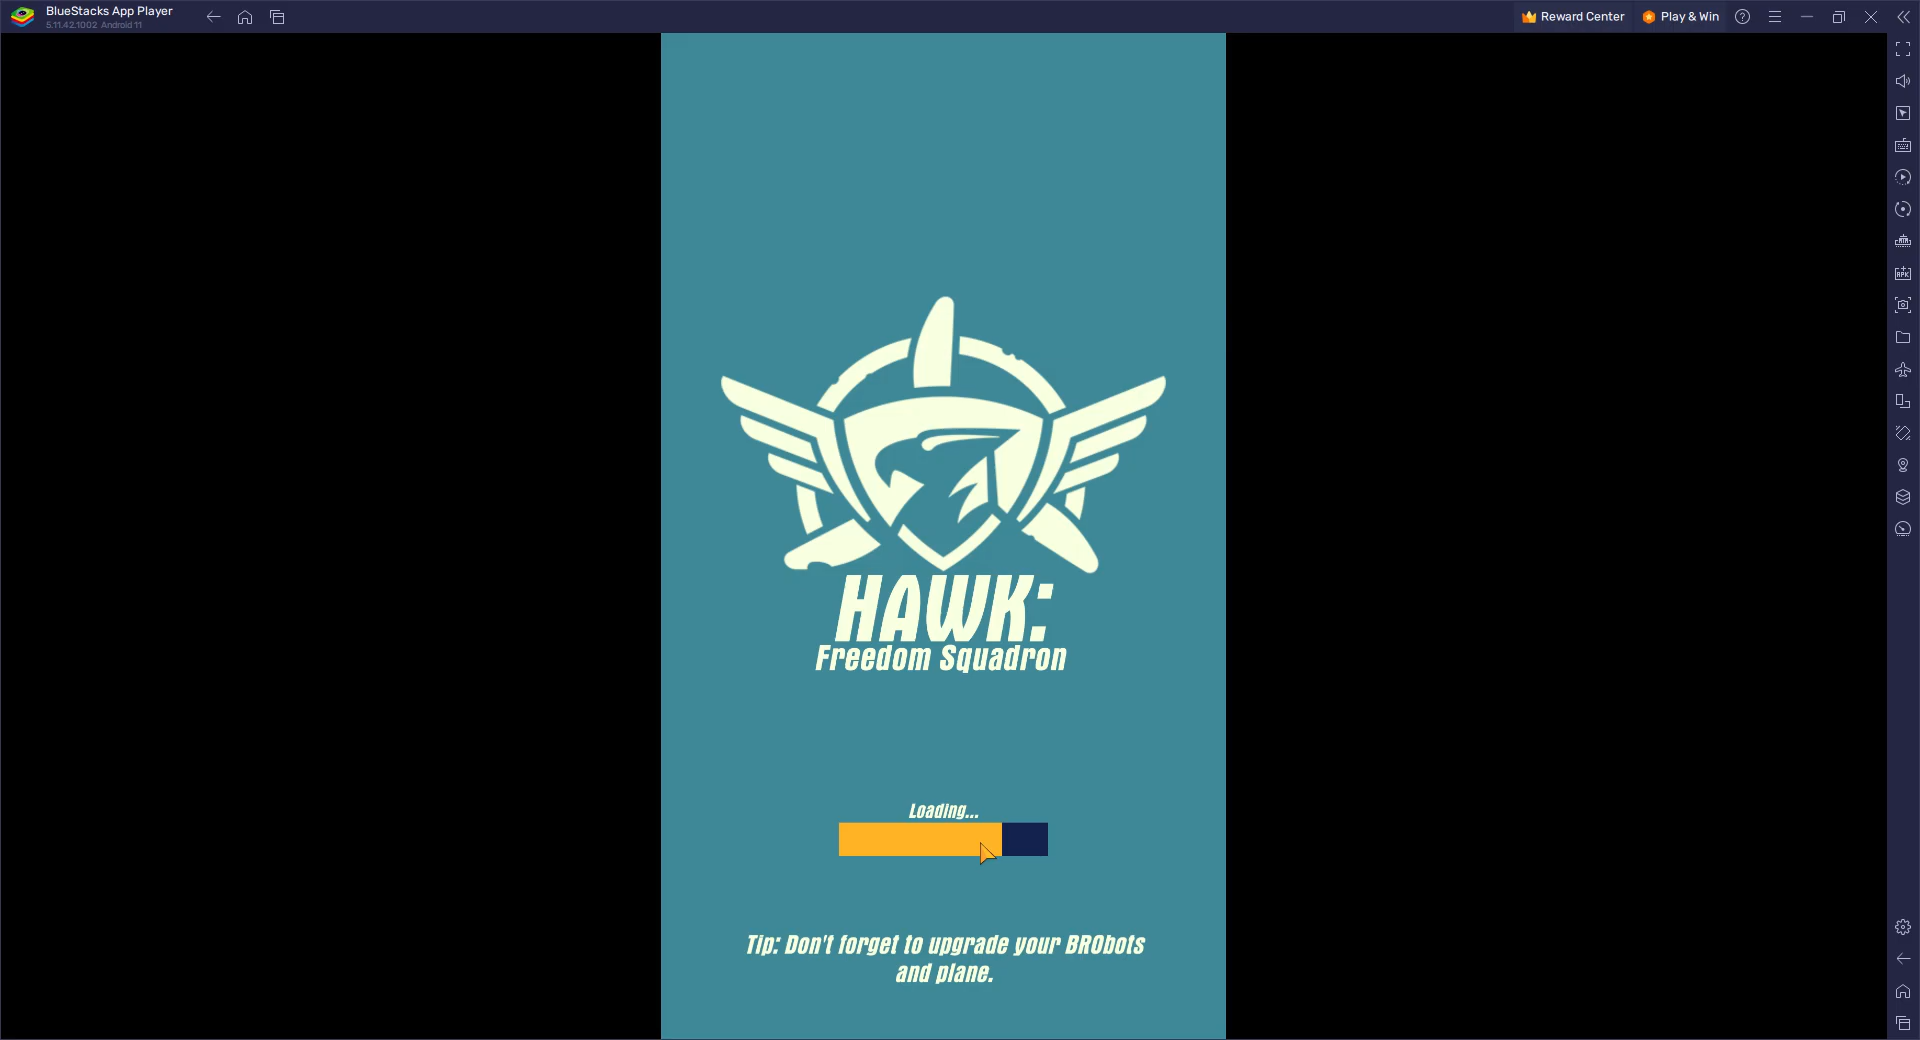 BlueStacks App Player
5.11.42.1002 Android 11
Reward Center
Play & Win
HAWK:
Freedom Squadron
Loading...
Tip: Don't forget to upgrade your BRObots
and plane.